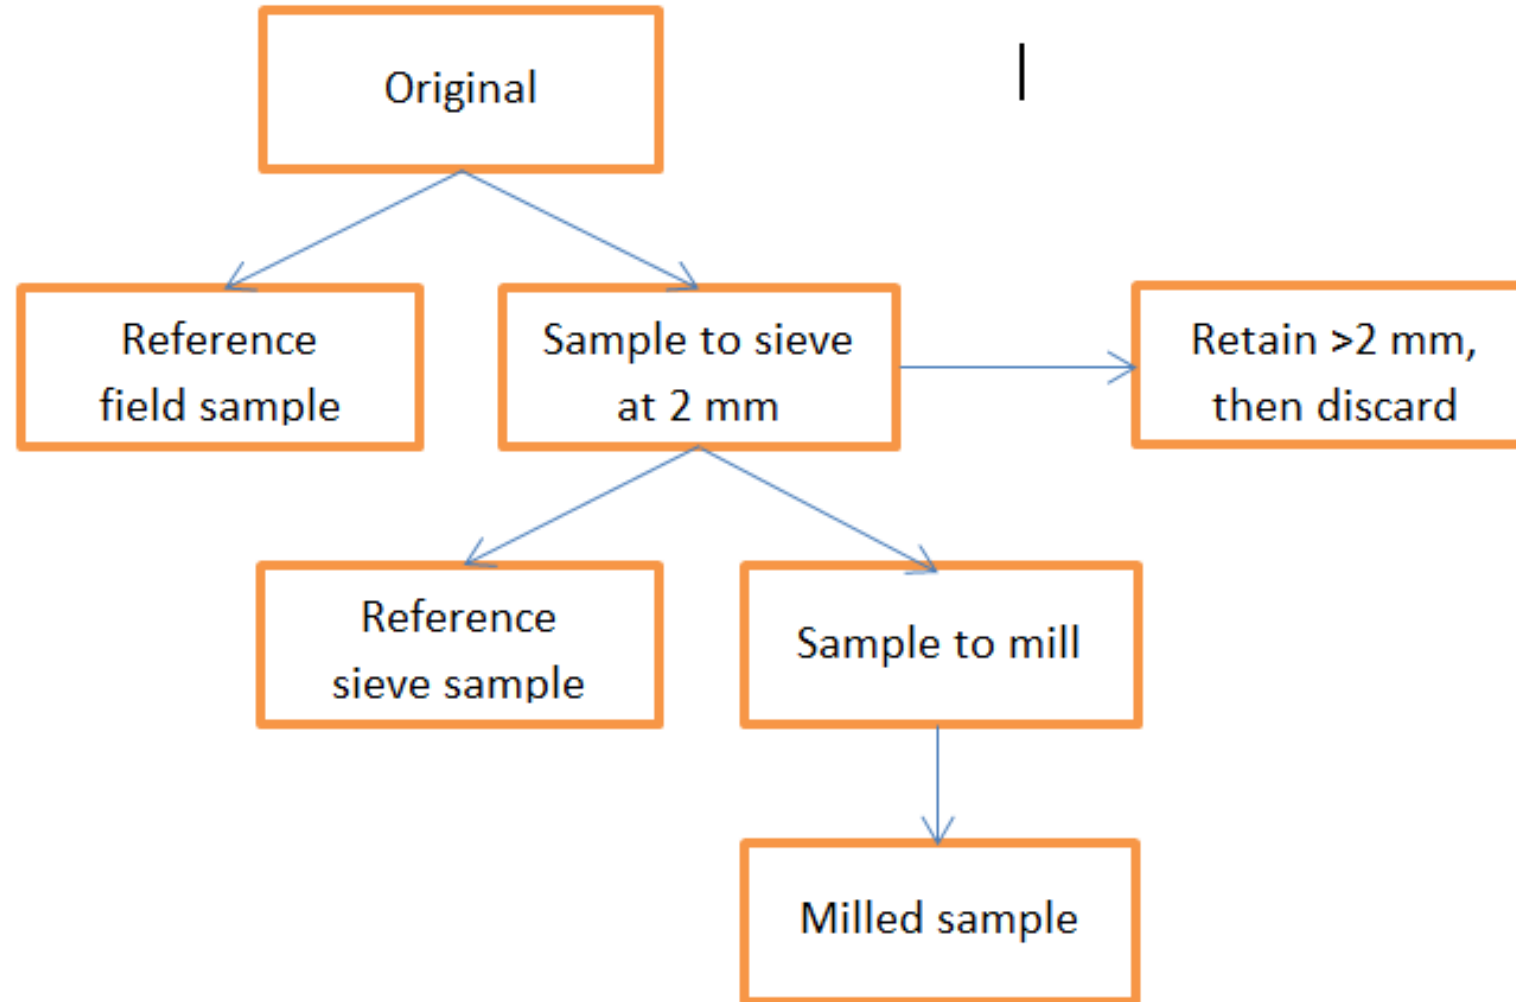 Original
Reference
field sample
Sample to sieve
at 2 mm
Retain >2 mm,
then discard
Reference
sieve sample
Sample to mill
Milled sample